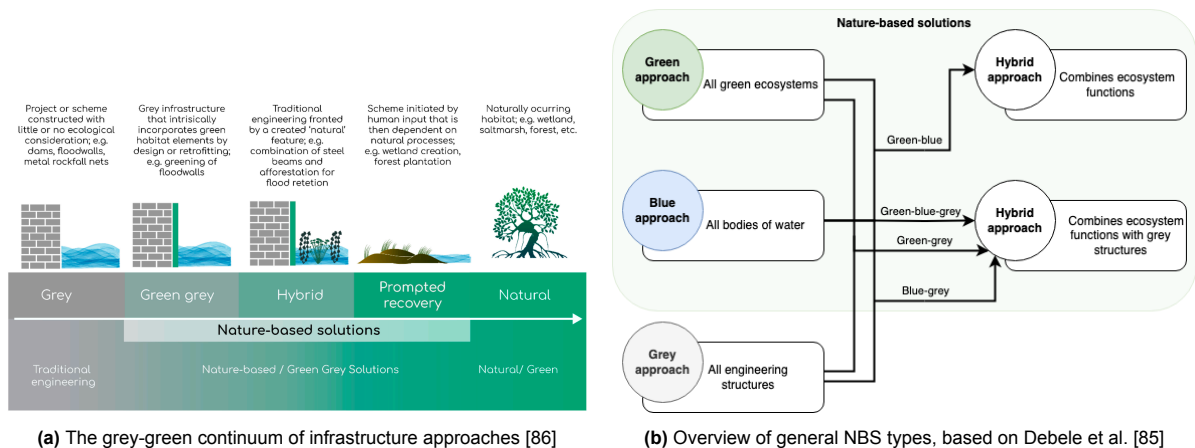 Project or scheme
constructed with
little or no ecological
consideration; e.g.
dams, floodwalls,
metal rockfall nets
Grey infrastructure
that intrisically
incorporates green
habitat elements by
design or retrofitting;
e.g. greening of
floodwalls
Traditional
engineering fronted
by a created 'natural'
feature; e.g.
combination of steel
beams and
afforestation for
flood retetion
Scheme initiated by
human input that is
then dependent on
natural processes;
e.g. wetland creation,
forest plantation
Naturally ocurring
habitat; e.g. wetland,
saltmarsh, forest, etc.
Grey
Green grey
Hybrid
Prompted
recovery
Natural
Nature-based solutions
Traditional
engineering
Nature-based / Green Grey Solutions
Natural/ Green
(a) The grey-green continuum of infrastructure approaches [86]
Nature-based solutions
Green
approach
All green ecosystems
Hybrid
approach
Combines ecosystem
functions
Green-blue
Blue
approach
All bodies of water
Green-blue-grey
Green-grey
Blue-grey
Hybrid
approach
Combines ecosystem
functions with grey
structures
Grey
approach
All engineering
structures
(b) Overview of general NBS types, based on Debele et al. [85]